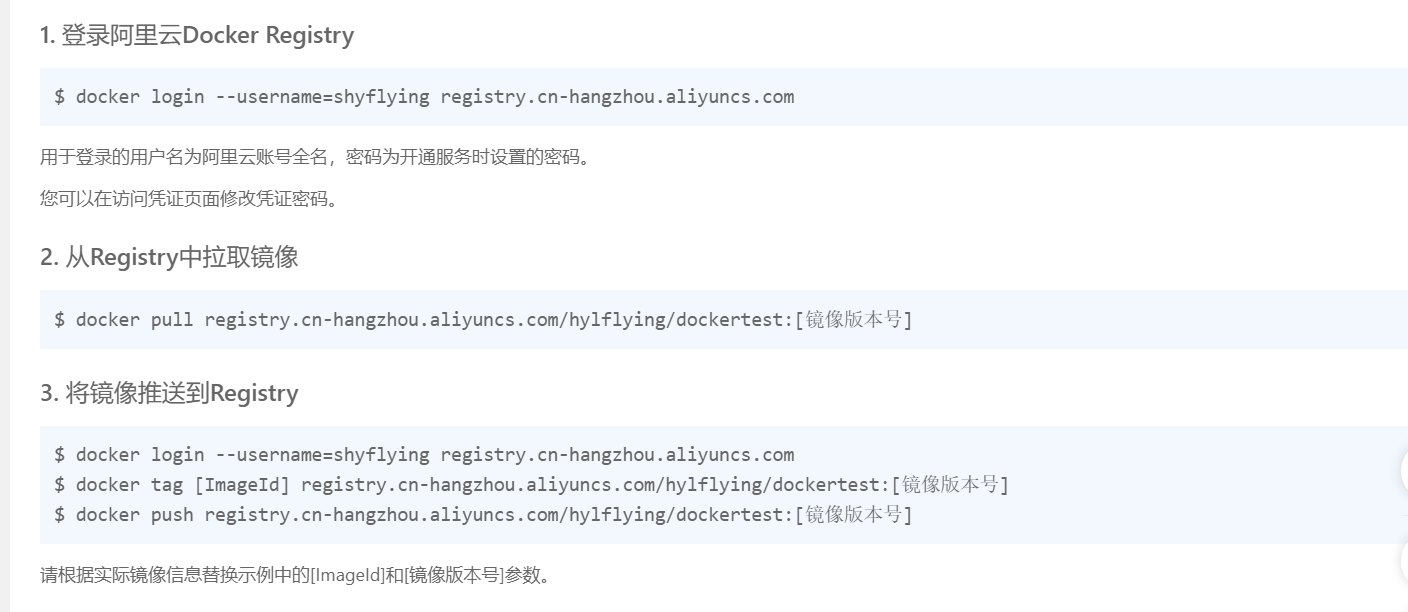 1. 登录阿里云Docker Registry
$ docker login --username=shyflying registry.cn-hangzhou.aliyuncs.com
用于登录的用户名为阿里云账号全名，密码为开通服务时设置的密码。
您可以在访问凭证页面修改凭证密码。
2. 从Registry中拉取镜像
$ docker pull registry.cn-hangzhou.aliyuncs.com/hylflying/dockertest:[镜像版本号]
3. 将镜像推送到Registry
$ docker login --username=shyflying registry.cn-hangzhou.aliyuncs.com
$ docker tag [ImageId] registry.cn-hangzhou.aliyuncs.com/hylflying/dockertest:[镜像版本号]
$ docker push registry.cn-hangzhou.aliyuncs.com/hylflying/dockertest:[镜像版本号]
请根据实际镜像信息替换示例中的[ImageId]和[镜像版本号]参数。